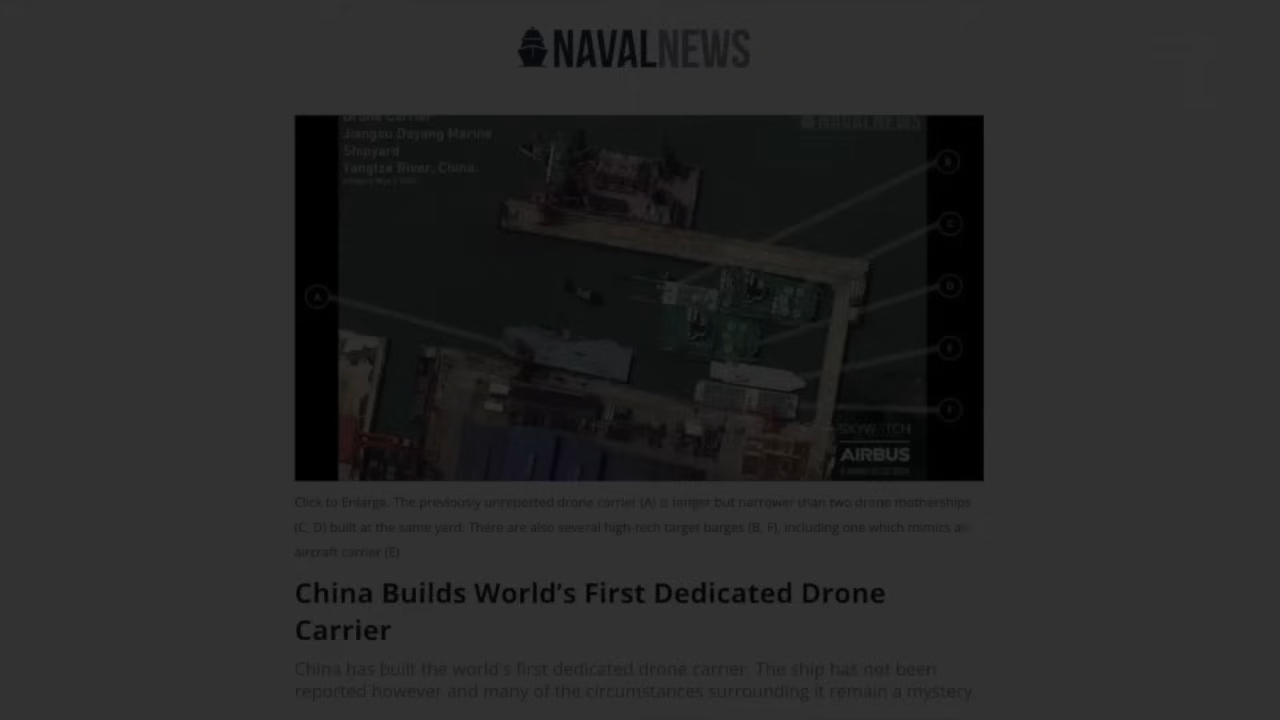 NAVALNEWS
Drone Carrier
Jiangsu Dayang Marine
Shipyard
Yangtze River, China.
NAVALNEWS
B
C
A
D
E
F
SKYWATCH
AIRBUS
Click to Enlarge. The previously unreported drone carrier (A) is longer but narrower than two drone motherships
(C, D) built at the same yard. There are also several high-tech target barges (B, F), including one which mimics an
aircraft carrier (E)
China Builds World's First Dedicated Drone
Carrier
China has built the world's first dedicated drone carrier. The ship has not been
reported however and many of the circumstances surrounding it remain a mystery.